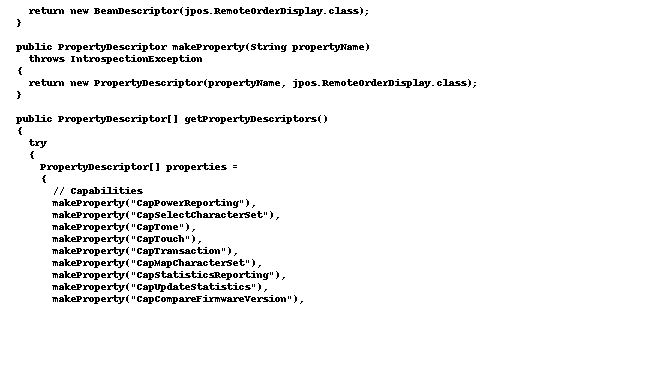 return new BeanDescriptor(jpos.RemoteOrderDisplay.class);
}
public PropertyDescriptor makeProperty(String propertyName)
throws IntrospectionException
{
return new PropertyDescriptor(propertyName, jpos.RemoteOrderDisplay.class);
}
public PropertyDescriptor[] getPropertyDescriptors()
{
try
{
PropertyDescriptor[] properties =
{
// Capabilities
makeProperty("CapPowerReporting"),
makeProperty("CapSelectCharacterSet"),
makeProperty("CapTone"),
makeProperty("CapTouch"),
makeProperty("CapTransaction"),
makeProperty("CapMapCharacterSet"),
makeProperty("CapStatisticsReporting"),
makeProperty("CapUpdateStatistics"),
makeProperty("CapCompareFirmwareVersion"),